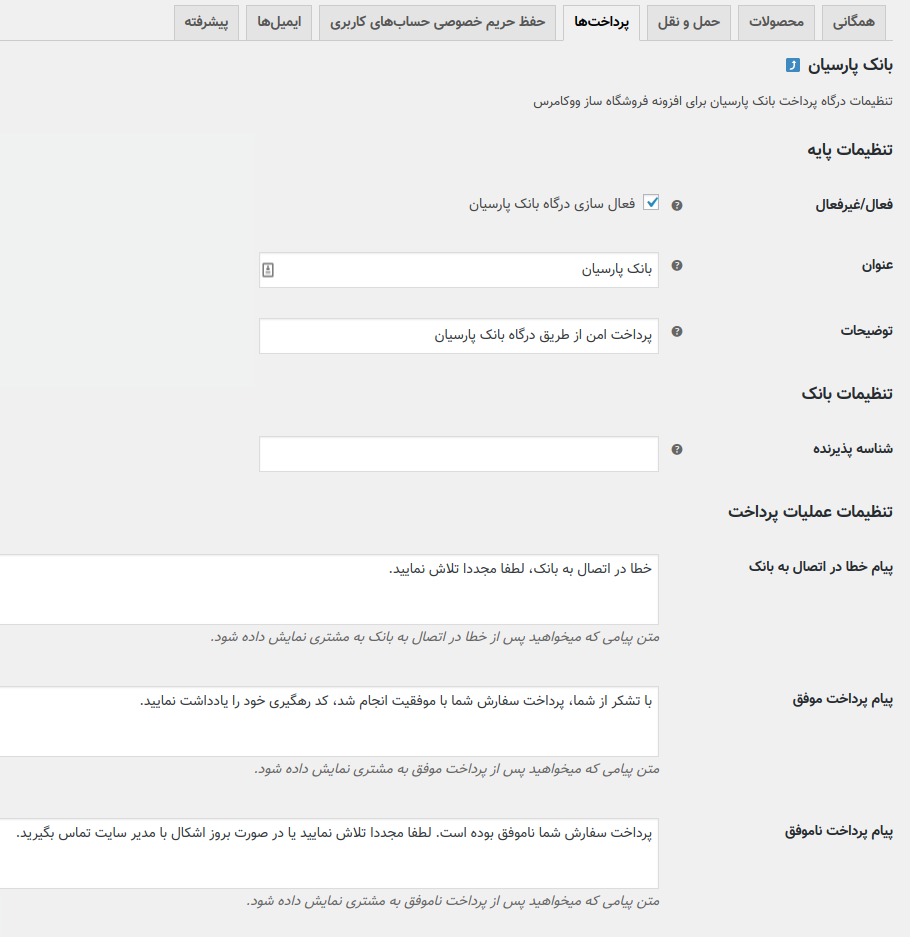 همگانی محصولات حمل و نقل پرداخت‌ها حفظ حریم خصوصی حساب‌های کاربری ایمیل‌ها پیشرفته
بانک پارسیان
تنظیمات درگاه پرداخت بانک پارسیان برای افزونه فروشگاه ساز ووکامرس
تنظیمات پایه
فعال/غیرفعال
فعال سازی درگاه بانک پارسیان
عنوان
بانک پارسیان
توضیحات
پرداخت امن از طریق درگاه بانک پارسیان
تنظیمات بانک
شناسه پذیرنده
تنظیمات عملیات پرداخت
پیام خطا در اتصال به بانک
خطا در اتصال به بانک، لطفا مجددا تلاش نمایید.
متن پیامی که میخواهید پس از خطا در اتصال به بانک به مشتری نمایش داده شود.
پیام پرداخت موفق
با تشکر از شما، پرداخت سفارش شما با موفقیت انجام شد، کد رهگیری خود را یادداشت نمایید.
متن پیامی که میخواهید پس از پرداخت موفق به مشتری نمایش داده شود.
پیام پرداخت ناموفق
پرداخت سفارش شما ناموفق بوده است. لطفا مجددا تلاش نمایید یا در صورت بروز اشکال با مدیر سایت تماس بگیرید.
متن پیامی که میخواهید پس از پرداخت ناموفق به مشتری نمایش داده شود.